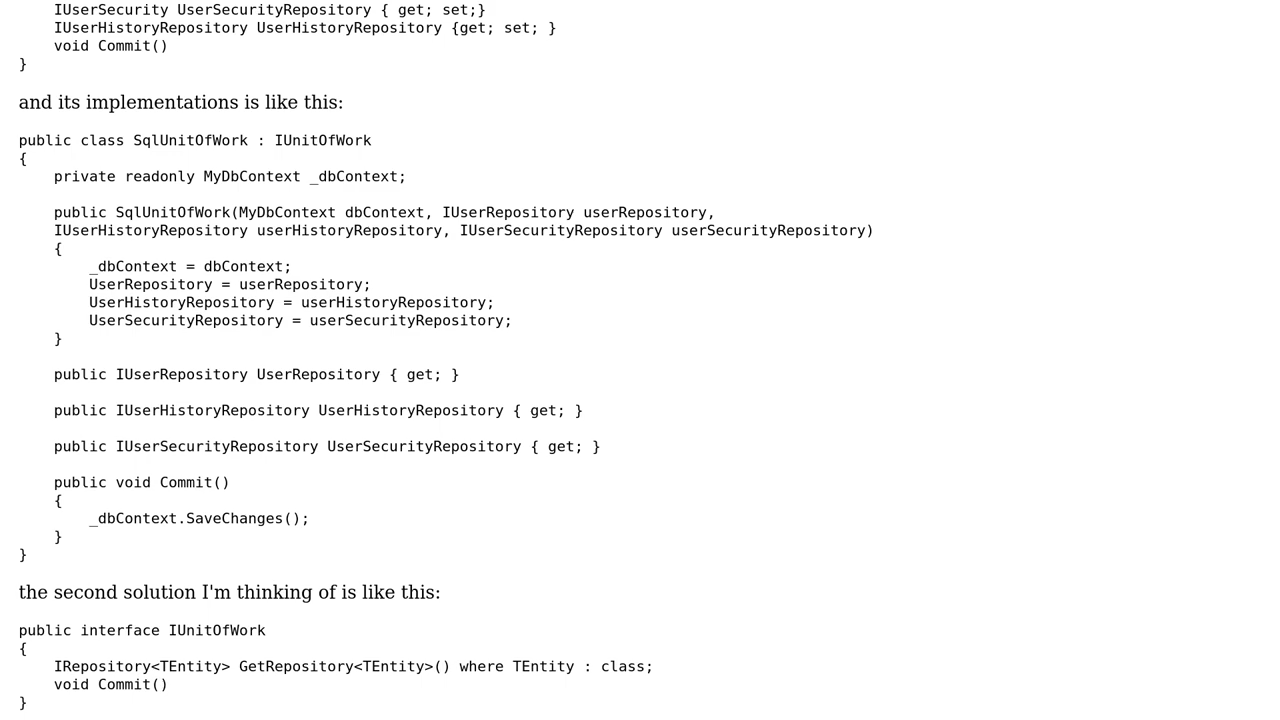 IUserSecurity UserSecurityRepository { get; set;}
    IUserHistoryRepository UserHistoryRepository {get; set; }
    void Commit()
}
and its implementations is like this:
public class SqlUnitOfWork : IUnitOfWork
{
    private readonly MyDbContext _dbContext;
    public SqlUnitOfWork(MyDbContext dbContext, IUserRepository userRepository,
    IUserHistoryRepository userHistoryRepository, IUserSecurityRepository userSecurityRepository)
    {
        _dbContext = dbContext;
        UserRepository = userRepository;
        UserHistoryRepository = userHistoryRepository;
        UserSecurityRepository = userSecurityRepository;
    }
    public IUserRepository UserRepository { get; }
    public IUserHistoryRepository UserHistoryRepository { get; }
    public IUserSecurityRepository UserSecurityRepository { get; }
    public void Commit()
    {
        _dbContext.SaveChanges();
    }
}
the second solution I'm thinking of is like this:
public interface IUnitOfWork
{
    IRepository<TEntity> GetRepository<TEntity>() where TEntity : class;
    void Commit()
}